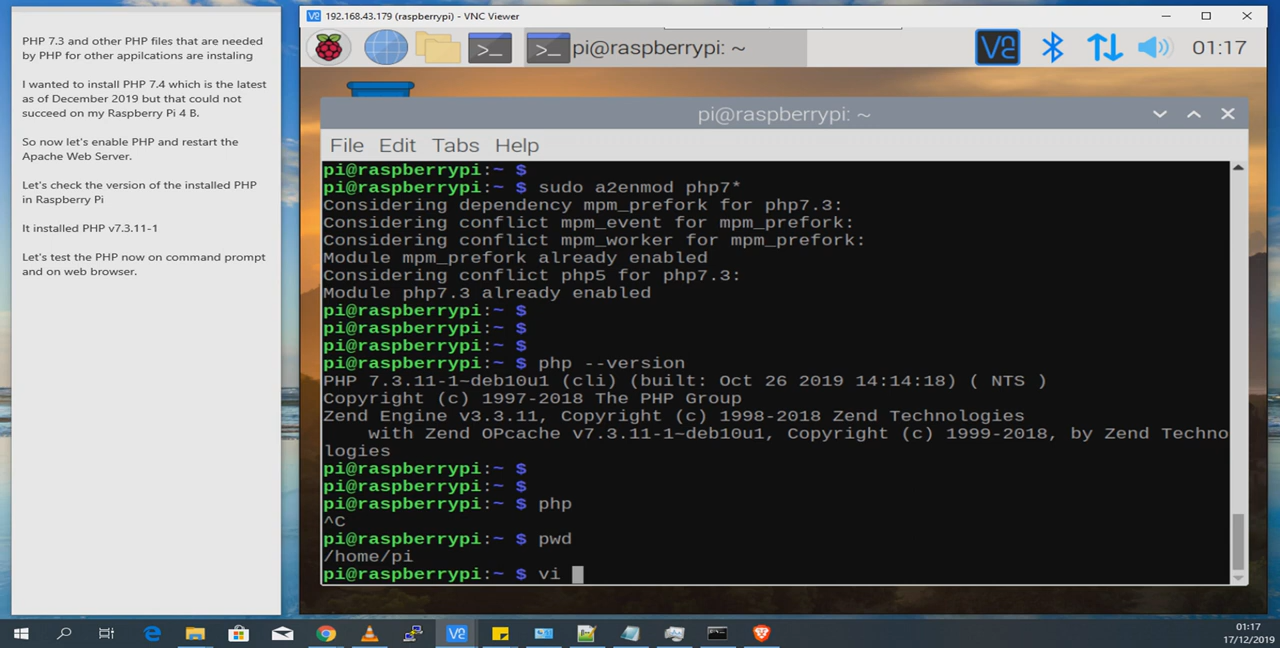 PHP 7.3 and other PHP files that are needed
by PHP for other appilcations are instaling
I wanted to install PHP 7.4 which is the latest
as of December 2019 but that could not
succeed on my Raspberry Pi 4 B.
So now let's enable PHP and restart the
Apache Web Server.
Let's check the version of the installed PHP
in Raspberry Pi
It installed PHP v7.3.11-1
Let's test the PHP now on command prompt
and on web browser.
192.168.43.179 (raspberrypi) - VNC Viewer
pi@raspberrypi: ~
01:17
pi@raspberrypi: ~
File Edit Tabs Help
pi@raspberrypi:~ $
pi@raspberrypi:~ $ sudo a2enmod php7*
Considering dependency mpm_prefork for php7.3:
Considering conflict mpm_event for mpm_prefork:
Considering conflict mpm_worker for mpm_prefork:
Module mpm_prefork already enabled
Considering conflict php5 for php7.3:
Module php7.3 already enabled
pi@raspberrypi:~ $
pi@raspberrypi:~ $
pi@raspberrypi:~ $
pi@raspberrypi:~ $ php --version
PHP 7.3.11-1~deb10u1 (cli) (built: Oct 26 2019 14:14:18) ( NTS )
Copyright (c) 1997-2018 The PHP Group
Zend Engine v3.3.11, Copyright (c) 1998-2018 Zend Technologies
with Zend OPcache v7.3.11-1~deb10u1, Copyright (c) 1999-2018, by Zend Techno
logies
pi@raspberrypi:~ $
pi@raspberrypi:~ $
pi@raspberrypi:~ $ php
^C
pi@raspberrypi:~ $ pwd
/home/pi
pi@raspberrypi:~ $ vi
01:17
17/12/2019